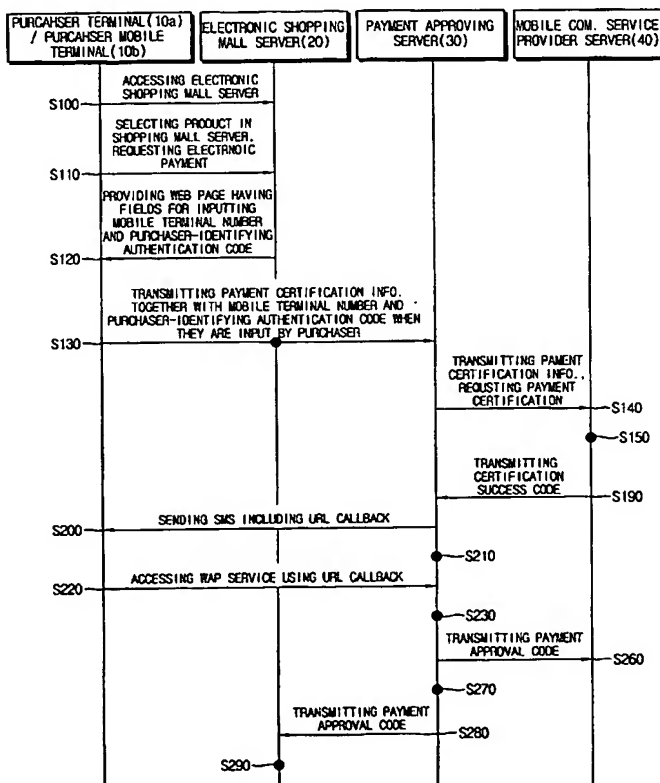 PURCAHSER TERMINAL(10a)
/ PURCAHSER MOBILE
TERMINAL(10b)
ELECTRONIC SHOPPING
MALL SERVER(20)
PAYMENT APPROVING
SERVER(30)
MOBILE COM. SERVICE
PROVIDER SERVER(40)
ACCESSING ELECTRONIC
SHOPPING MALL SERVER
S100
SELECTING PRODUCT IN
SHOPPING MALL SERVER,
REQUESTING ELECTRNOIC
PAYMENT
S110
PROVIDING WEB PAGE HAVING
FIELDS FOR INPUTTING
MOBILE TERMINAL NUMBER
AND PURCHASER-IDENTIFYING
AUTHENTICATION CODE
S120
TRANSMITTING PAYMENT CERTIFICATION INFO.
TOGETHER WITH MOBILE TERMINAL NUMBER AND
PURCHASER-IDENTIFYING AUTHENTICATION CODE WHEN
THEY ARE INPUT BY PURCHASER
S130
TRANSMITTING PAMENT
CERTIFICATION INFO.,
REQUSTING PAYMENT
CERTIFICATION
S140
S150
TRANSMITTING
CERTIFICATION
SUCCESS CODE
S190
SENDING SMS INCLUDING URL CALLBACK
S200
S210
ACCESSING WAP SERVICE USING URL CALLBACK
S220
S230
TRANSMITTING PAYMENT
APPROVAL CODE
S260
S270
TRANSMITTING PAYMENT
APPROVAL CODE
S280
S290